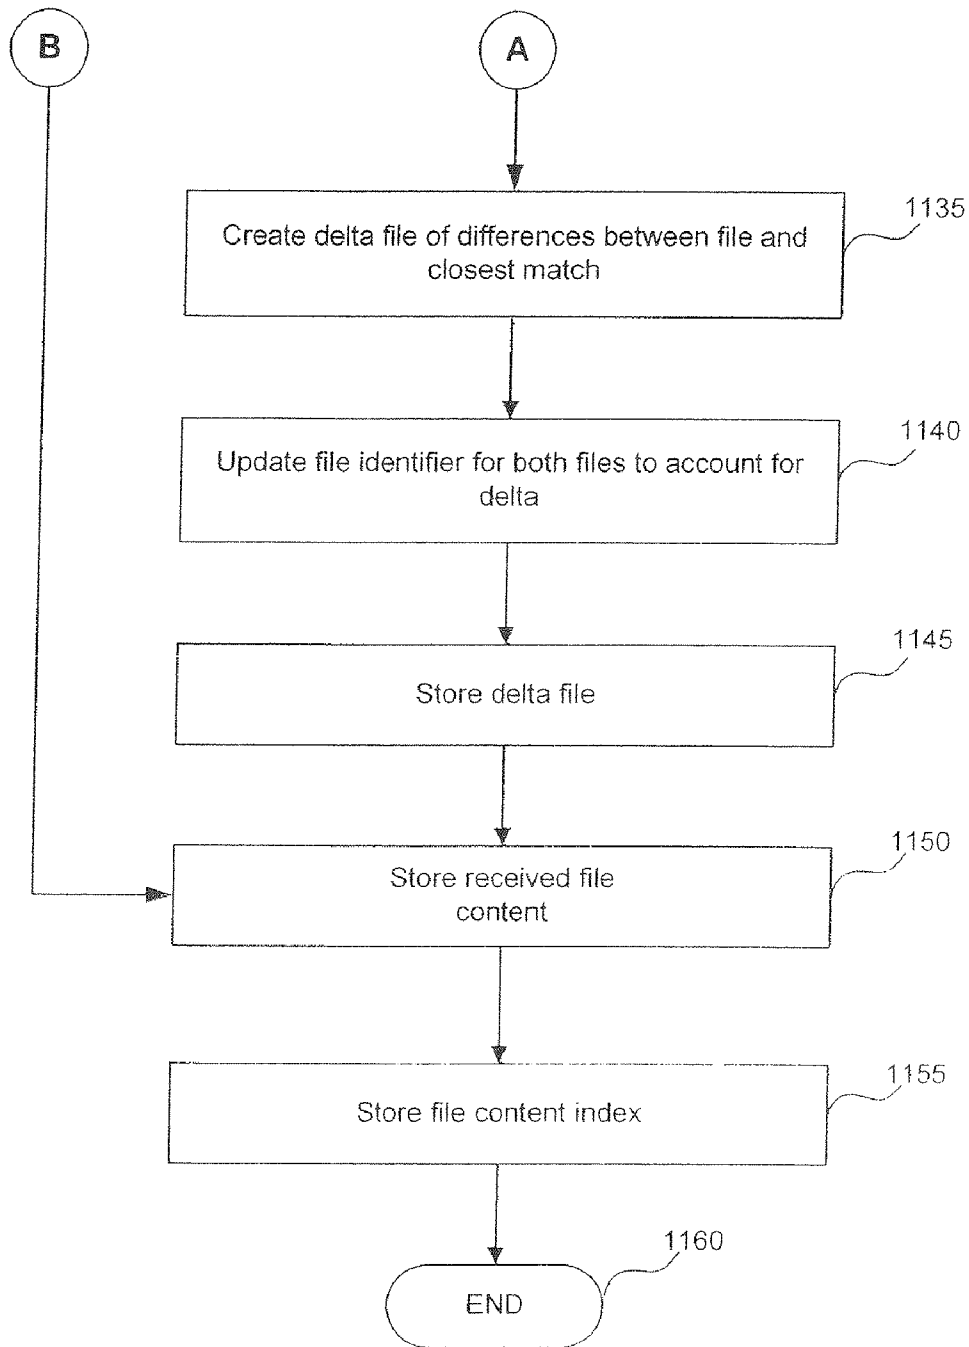 B
A
1135
Create delta file of differences between file and
closest match
1140
Update file identifier for both files to account for
delta
1145
Store delta file
1150
Store received file
content
1155
Store file content index
1160
END